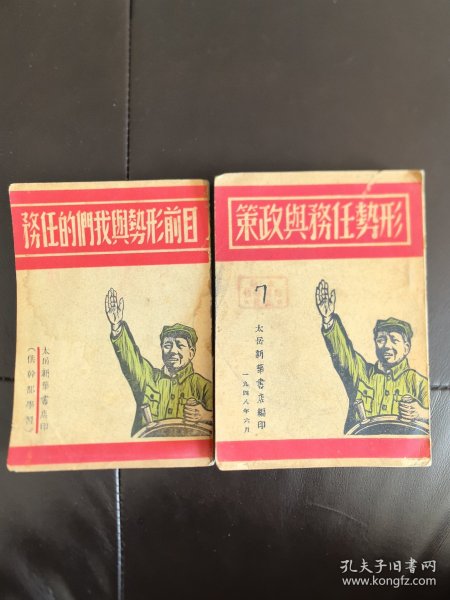 目前形勢與我們的任務
太岳新華書店印
(供幹部學習)
形勢任務與政策
7
太岳新華書店編印
一九四八年六月
孔夫子旧书网
www.kongfz.com